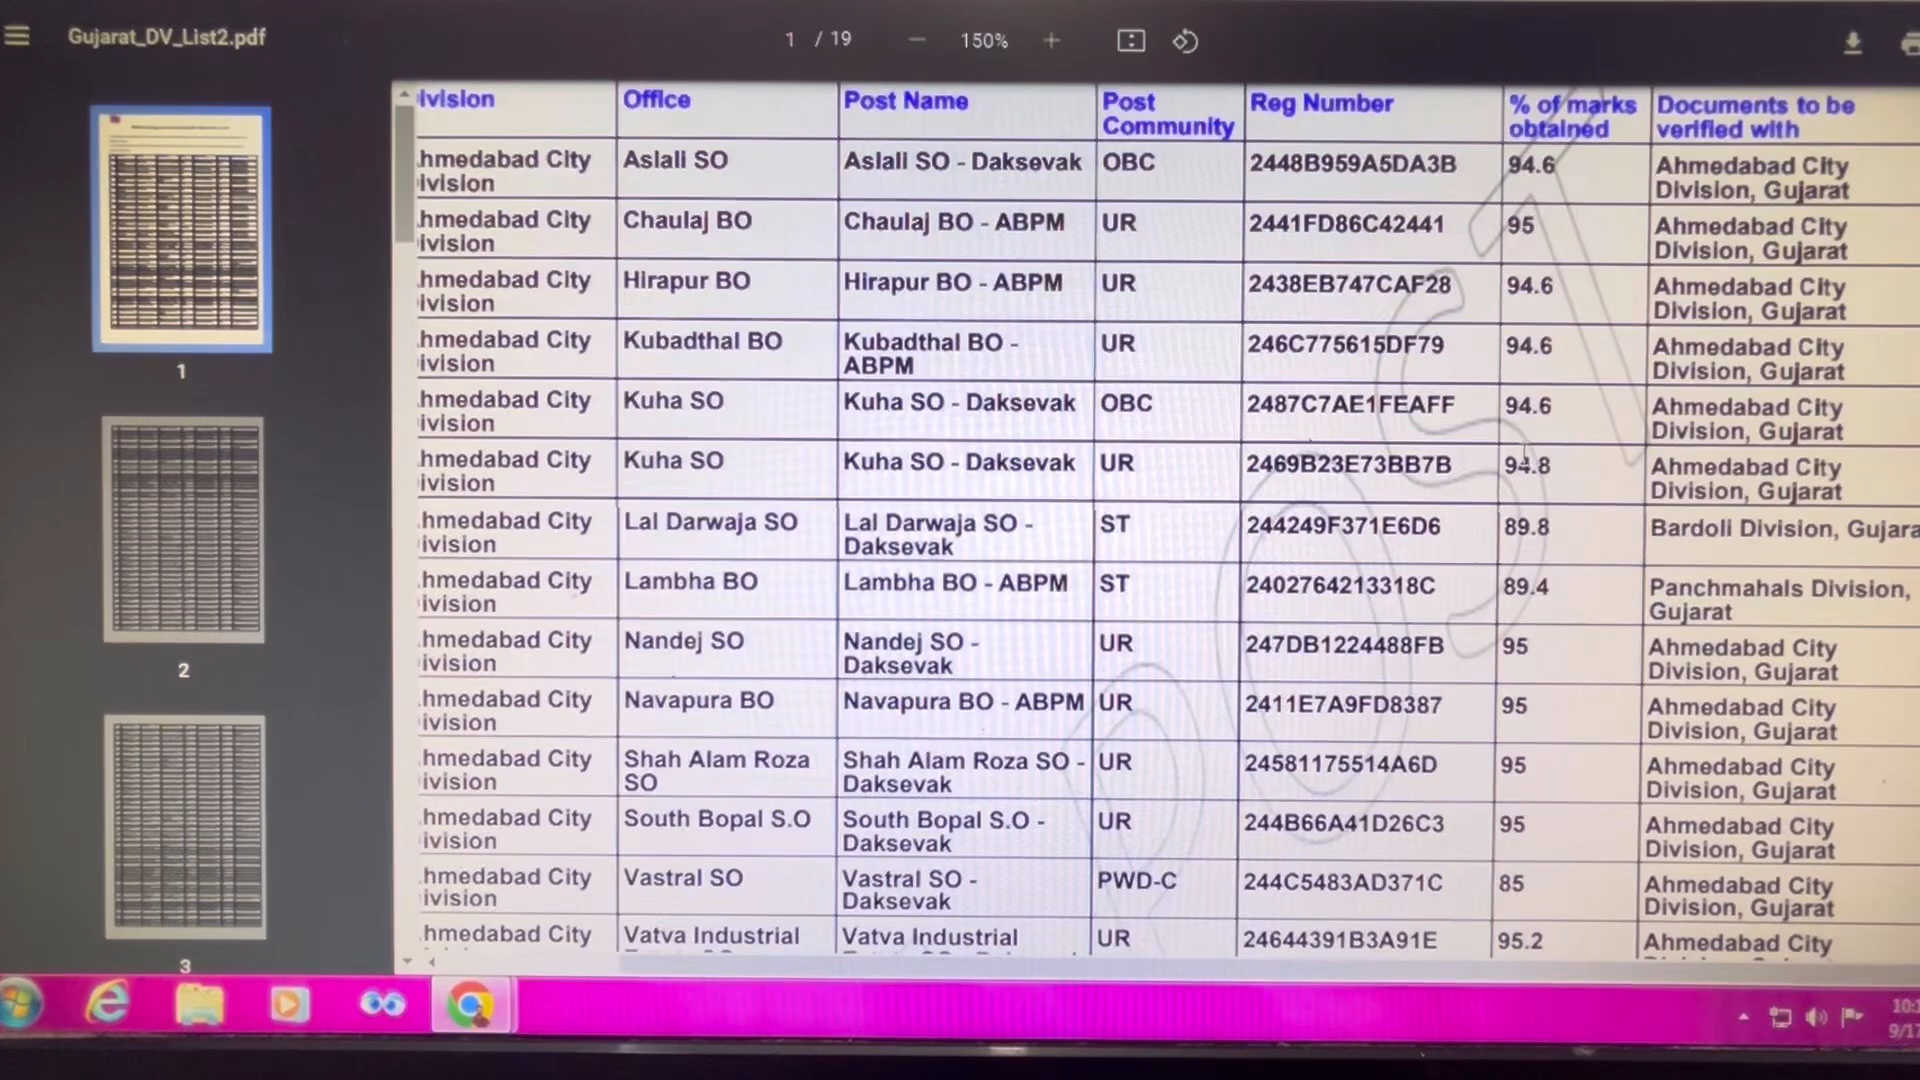 Gujarat_DV_List2.pdf
1 / 19 — 150% +
ivision Office Post Name Post Community Reg Number % of marks obtained Documents to be verified with
hmedabad City ivision Aslali SO Aslali SO - Daksevak OBC 2448B959A5DA3B 94.6 Ahmedabad City Division, Gujarat
hmedabad City ivision Chaulaj BO Chaulaj BO - ABPM UR 2441FD86C42441 95 Ahmedabad City Division, Gujarat
hmedabad City ivision Hirapur BO Hirapur BO - ABPM UR 2438EB747CAF28 94.6 Ahmedabad City Division, Gujarat
hmedabad City ivision Kubadthal BO Kubadthal BO - ABPM UR 246C775615DF79 94.6 Ahmedabad City Division, Gujarat
hmedabad City ivision Kuha SO Kuha SO - Daksevak OBC 2487C7AE1FEAFF 94.6 Ahmedabad City Division, Gujarat
hmedabad City ivision Kuha SO Kuha SO - Daksevak UR 2469B23E73BB7B 94.8 Ahmedabad City Division, Gujarat
hmedabad City ivision Lal Darwaja SO Lal Darwaja SO - Daksevak ST 244249F371E6D6 89.8 Bardoli Division, Gujara
hmedabad City ivision Lambha BO Lambha BO - ABPM ST 2402764213318C 89.4 Panchmahals Division, Gujarat
hmedabad City ivision Nandej SO Nandej SO - Daksevak UR 247DB1224488FB 95 Ahmedabad City Division, Gujarat
hmedabad City ivision Navapura BO Navapura BO - ABPM UR 2411E7A9FD8387 95 Ahmedabad City Division, Gujarat
hmedabad City ivision Shah Alam Roza SO Shah Alam Roza SO - Daksevak UR 24581175514A6D 95 Ahmedabad City Division, Gujarat
hmedabad City ivision South Bopal S.O South Bopal S.O - Daksevak UR 244B66A41D26C3 95 Ahmedabad City Division, Gujarat
hmedabad City ivision Vastral SO Vastral SO - Daksevak PWD-C 244C5483AD371C 85 Ahmedabad City Division, Gujarat
hmedabad City Vatva Industrial Vatva Industrial UR 24644391B3A91E 95.2 Ahmedabad City
1
2
3
POST
10:1
9/17